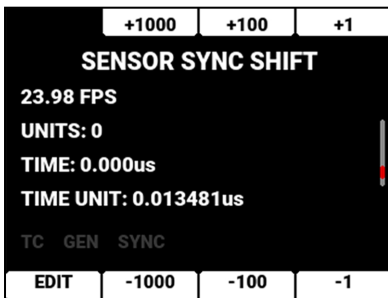 +1000 +100 +1
SENSOR SYNC SHIFT
23.98 FPS
UNITS: 0
TIME: 0.000us
TIME UNIT: 0.013481us
TC GEN SYNC
EDIT -1000 -100 -1